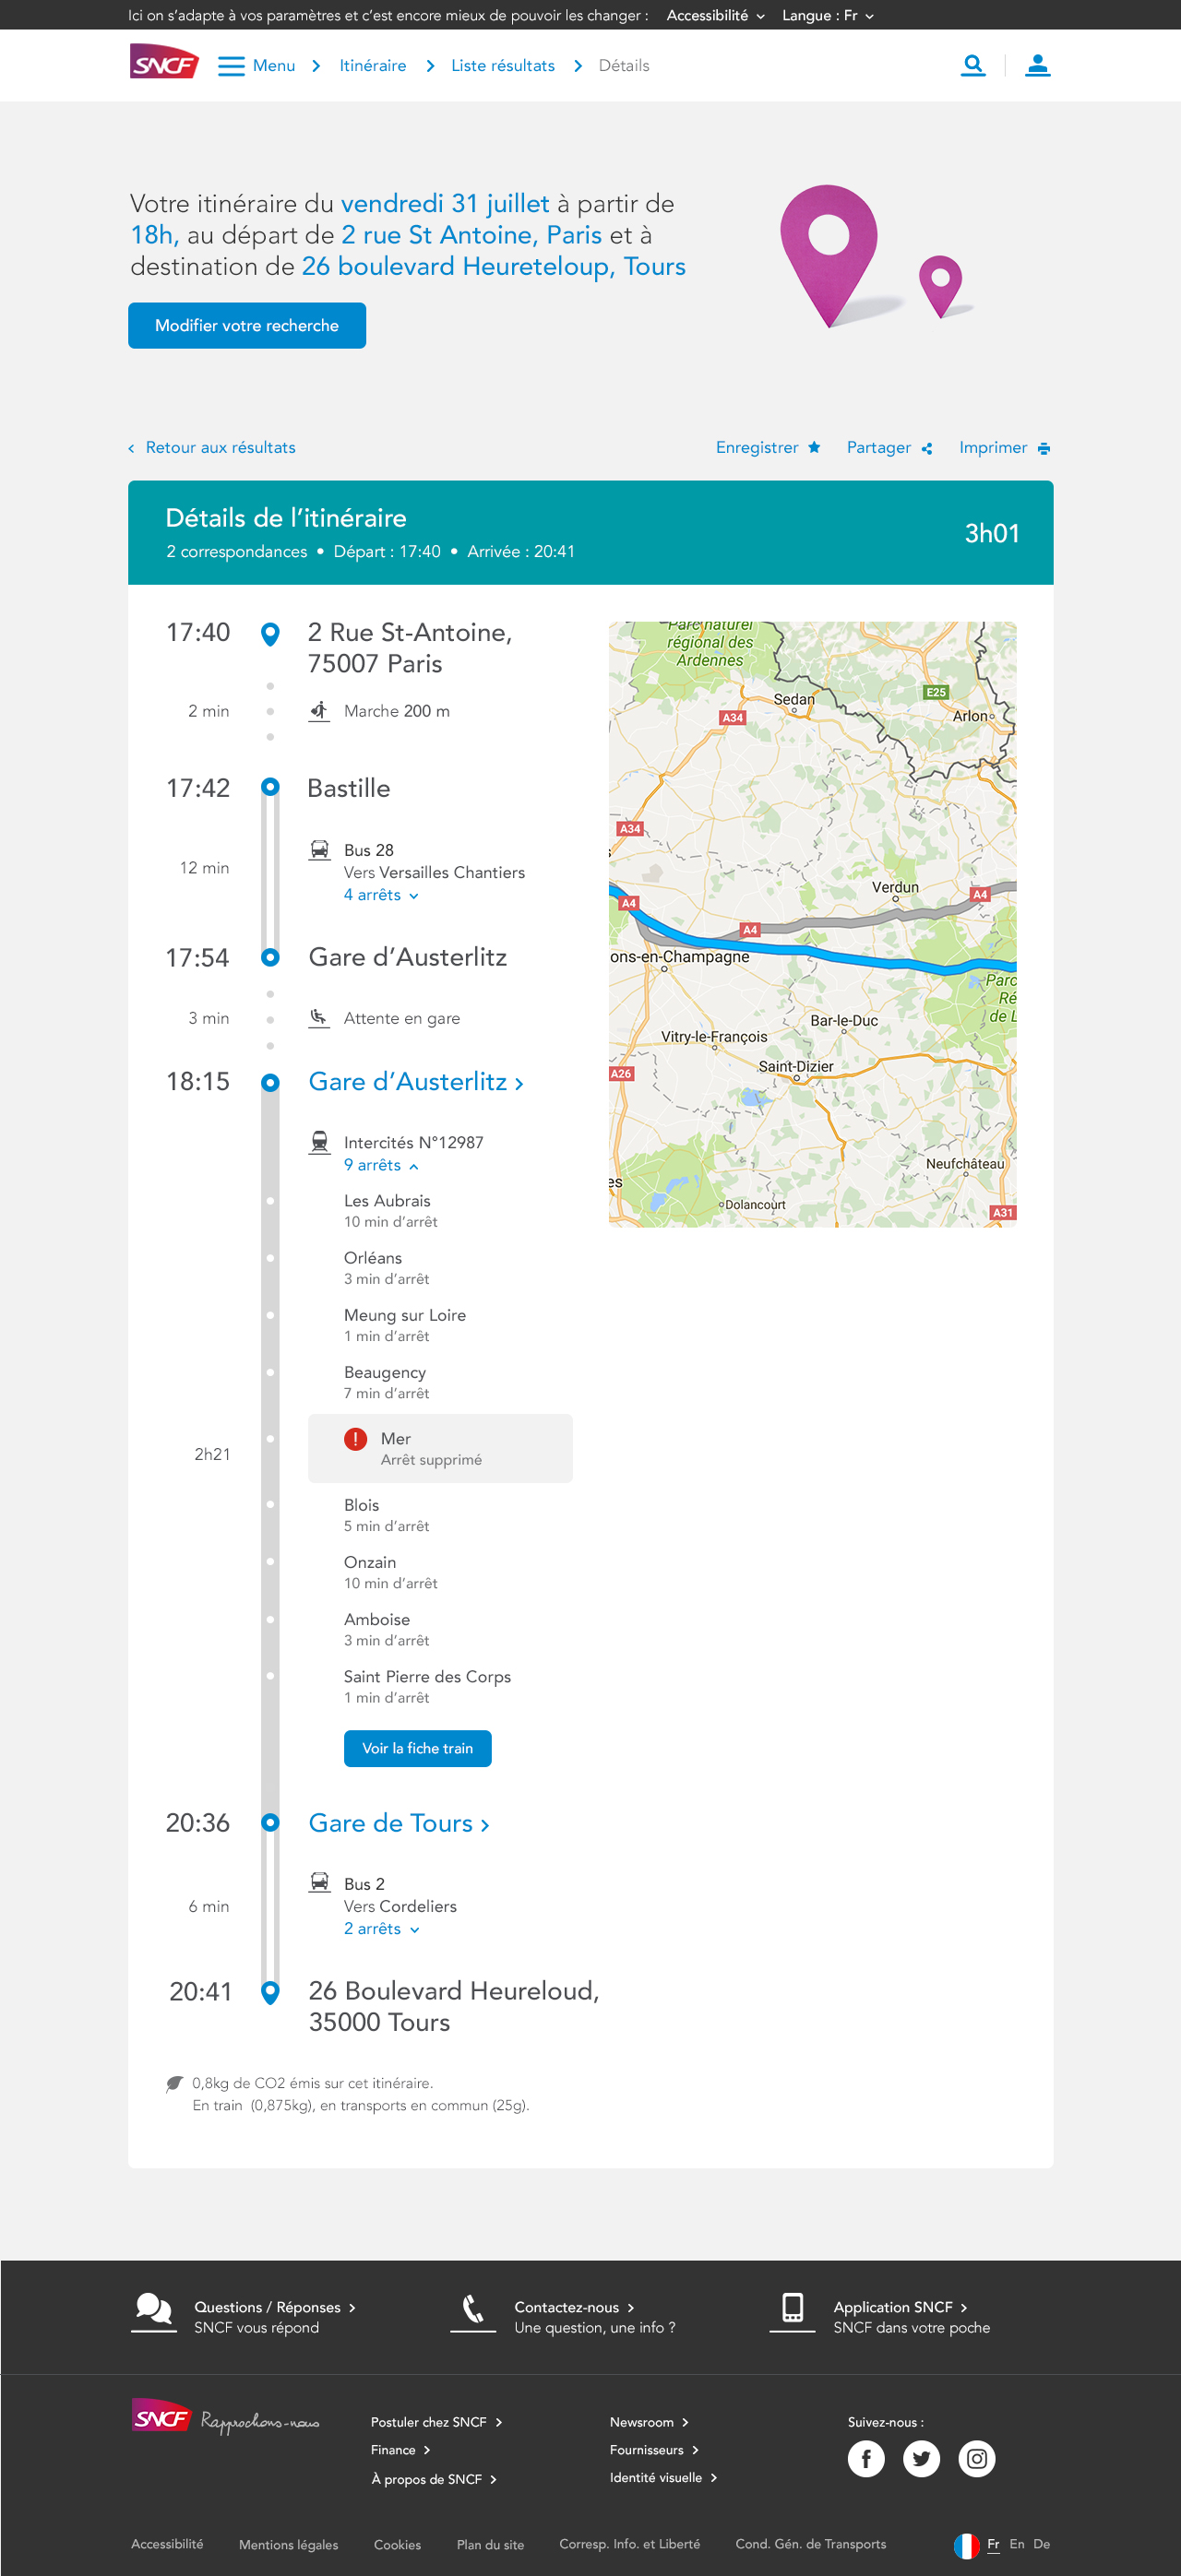 Ici on s’adapte à vos paramètres et c’est encore mieux de pouvoir les changer : Accessibilité Langue : Fr
SNCF Menu Itinéraire Liste résultats Détails
Votre itinéraire du vendredi 31 juillet à partir de
18h, au départ de 2 rue St Antoine, Paris et à
destination de 26 boulevard Heureteloup, Tours
Modifier votre recherche
Retour aux résultats Enregistrer Partager Imprimer
Détails de l’itinéraire
3h01
2 correspondances • Départ : 17:40 • Arrivée : 20:41
17:40 2 Rue St-Antoine,
75007 Paris
2 min Marche 200 m
17:42 Bastille
Bus 28
12 min Vers Versailles Chantiers
4 arrêts
17:54 Gare d’Austerlitz
3 min Attente en gare
18:15 Gare d’Austerlitz
Intercités N°12987
9 arrêts
Les Aubrais
10 min d’arrêt
Orléans
3 min d’arrêt
Meung sur Loire
1 min d’arrêt
Beaugency
7 min d’arrêt
2h21
! Mer
Arrêt supprimé
Blois
5 min d’arrêt
Onzain
10 min d’arrêt
Amboise
3 min d’arrêt
Saint Pierre des Corps
1 min d’arrêt
Voir la fiche train
20:36 Gare de Tours
Bus 2
6 min Vers Cordeliers
2 arrêts
20:41 26 Boulevard Heureloud,
35000 Tours
Parc naturel
régional des
Ardennes
Sedan
E25
A34
Arlon
A34
Verdun
A4
A4
A4
ons-en-Champagne
Parc
Ré
de L
Bar-le-Duc
Vitry-le-François
Saint-Dizier
A26
Neufchâteau
es
Dolancourt
A31
0,8kg de CO2 émis sur cet itinéraire.
En train (0,875kg), en transports en commun (25g).
Questions / Réponses
SNCF vous répond
Contactez-nous
Une question, une info ?
Application SNCF
SNCF dans votre poche
SNCF Rapprochons-nous
Postuler chez SNCF
Finance
À propos de SNCF
Newsroom
Fournisseurs
Identité visuelle
Suivez-nous :
Accessibilité Mentions légales Cookies Plan du site Corresp. Info. et Liberté Cond. Gén. de Transports Fr En De